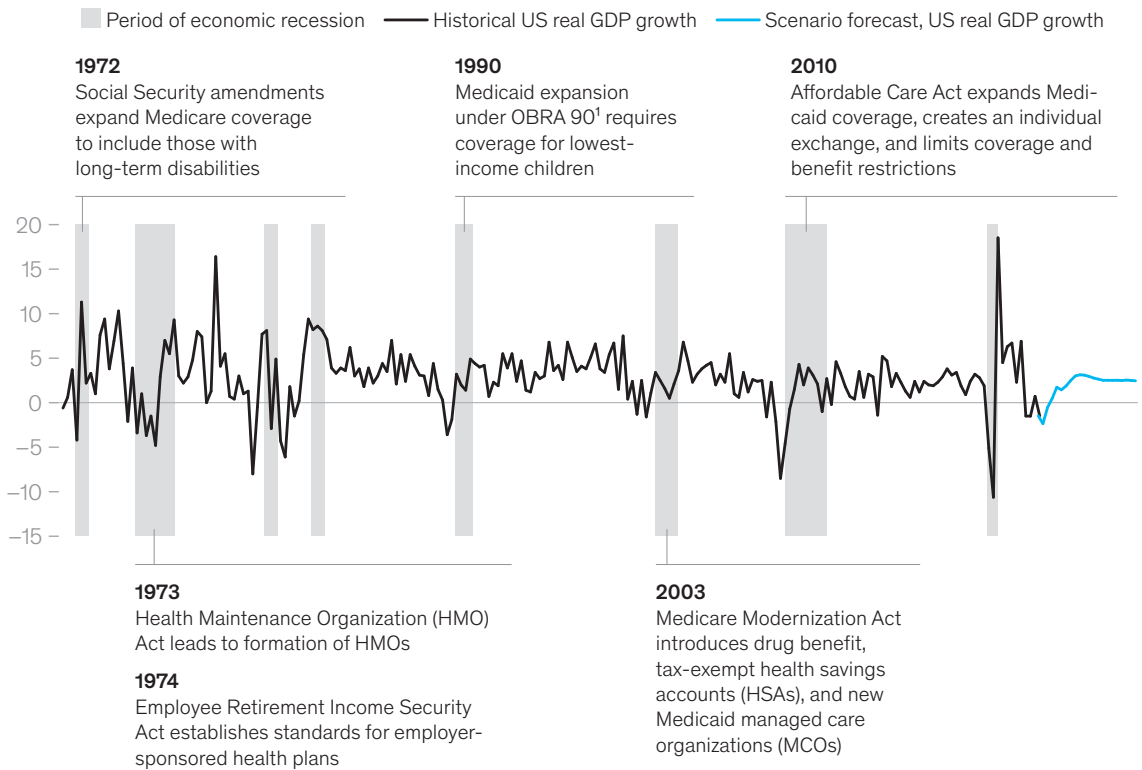 Period of economic recession
Historical US real GDP growth
Scenario forecast, US real GDP growth
1972
Social Security amendments
expand Medicare coverage
to include those with
long-term disabilities
1990
Medicaid expansion
under OBRA 90¹ requires
coverage for lowest-
income children
2010
Affordable Care Act expands Medi-
caid coverage, creates an individual
exchange, and limits coverage and
benefit restrictions
20
15
10
5
0
–5
–10
–15
1973
Health Maintenance Organization (HMO)
Act leads to formation of HMOs
1974
Employee Retirement Income Security
Act establishes standards for employer-
sponsored health plans
2003
Medicare Modernization Act
introduces drug benefit,
tax-exempt health savings
accounts (HSAs), and new
Medicaid managed care
organizations (MCOs)